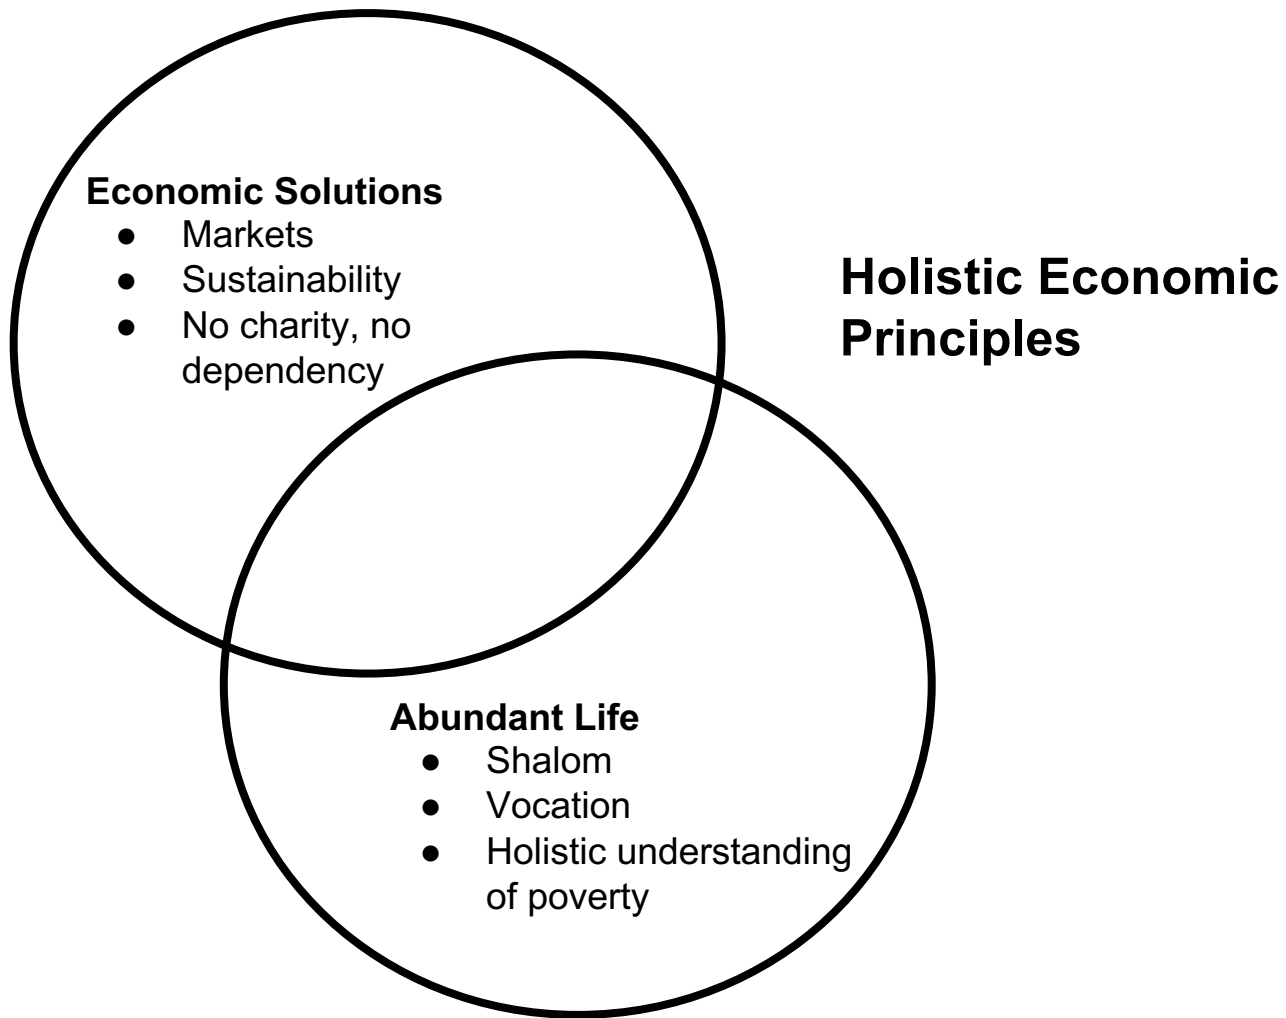 Economic Solutions
● Markets
● Sustainability
● No charity, no
dependency
Holistic Economic
Principles
Abundant Life
● Shalom
● Vocation
● Holistic understanding
of poverty